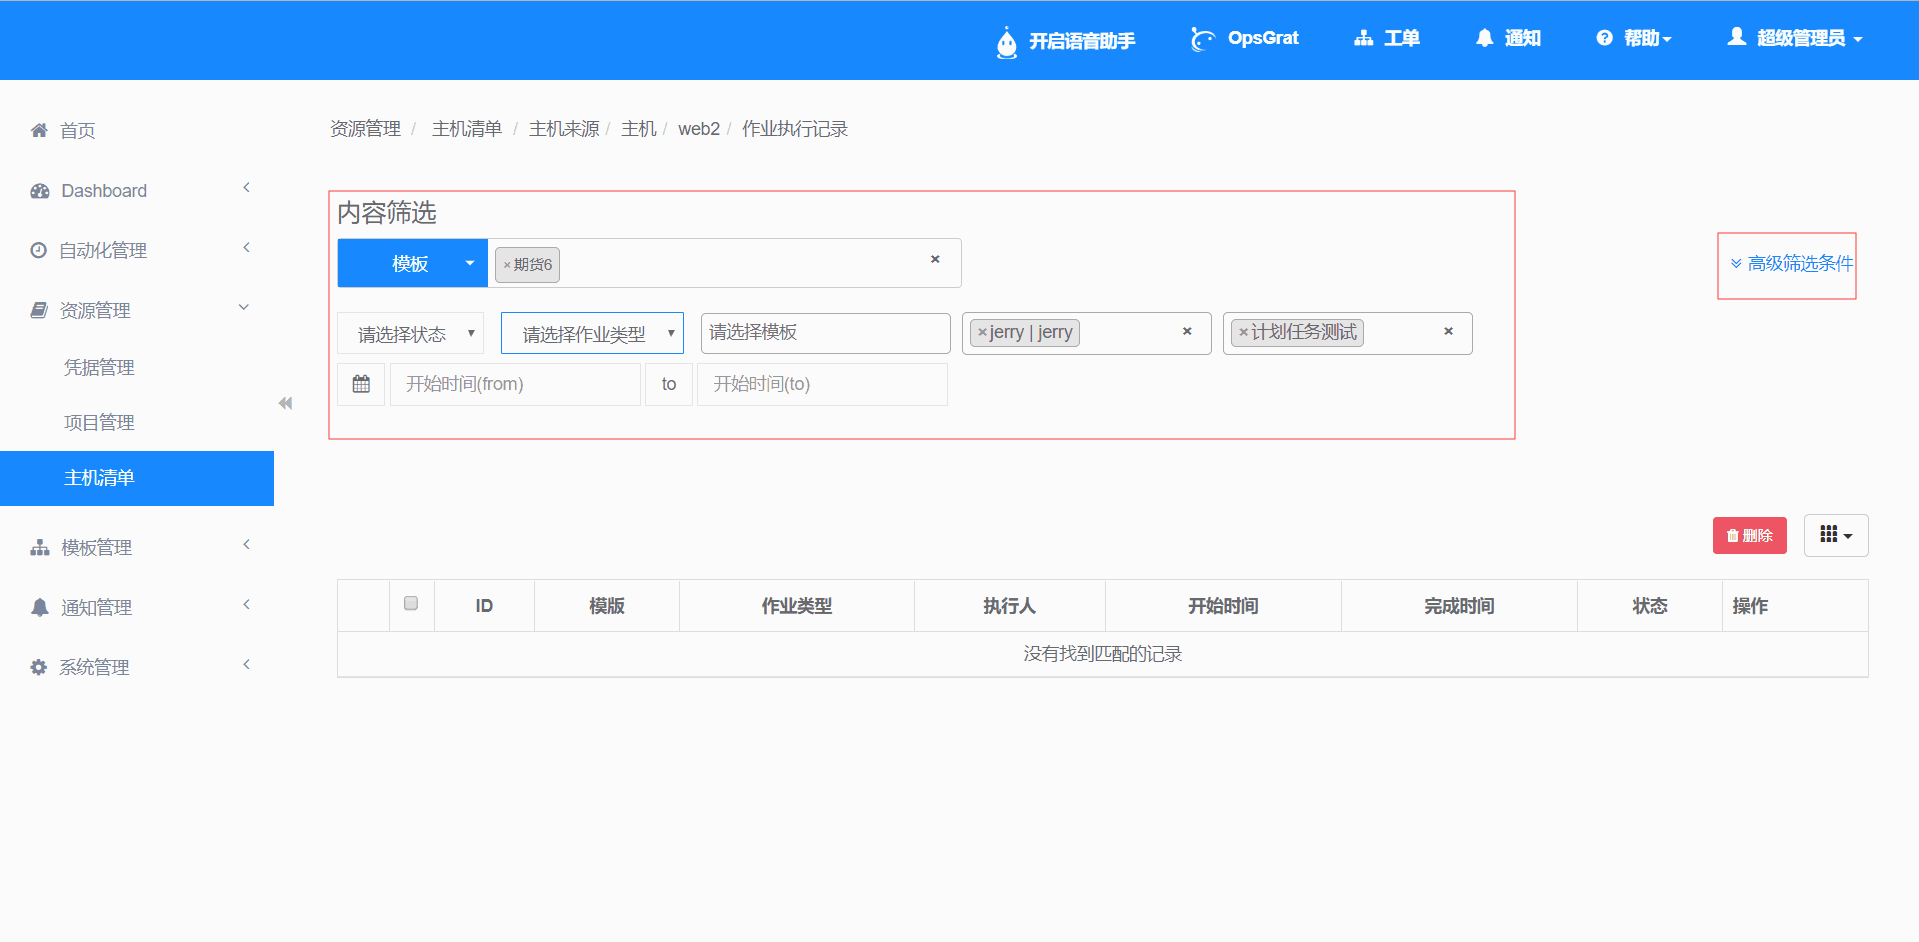 开启语音助手 OpsGrat 工单 通知 帮助 超级管理员
首页
Dashboard
自动化管理
资源管理
凭据管理
项目管理
主机清单
模板管理
通知管理
系统管理
资源管理 / 主机清单 / 主机来源 / 主机 / web2 / 作业执行记录
内容筛选
模板 ×期货6 ×
高级筛选条件
请选择状态 请选择作业类型 请选择模板 ×jerry | jerry × ×计划任务测试 ×
开始时间(from) to 开始时间(to)
删除
ID 模版 作业类型 执行人 开始时间 完成时间 状态 操作
没有找到匹配的记录